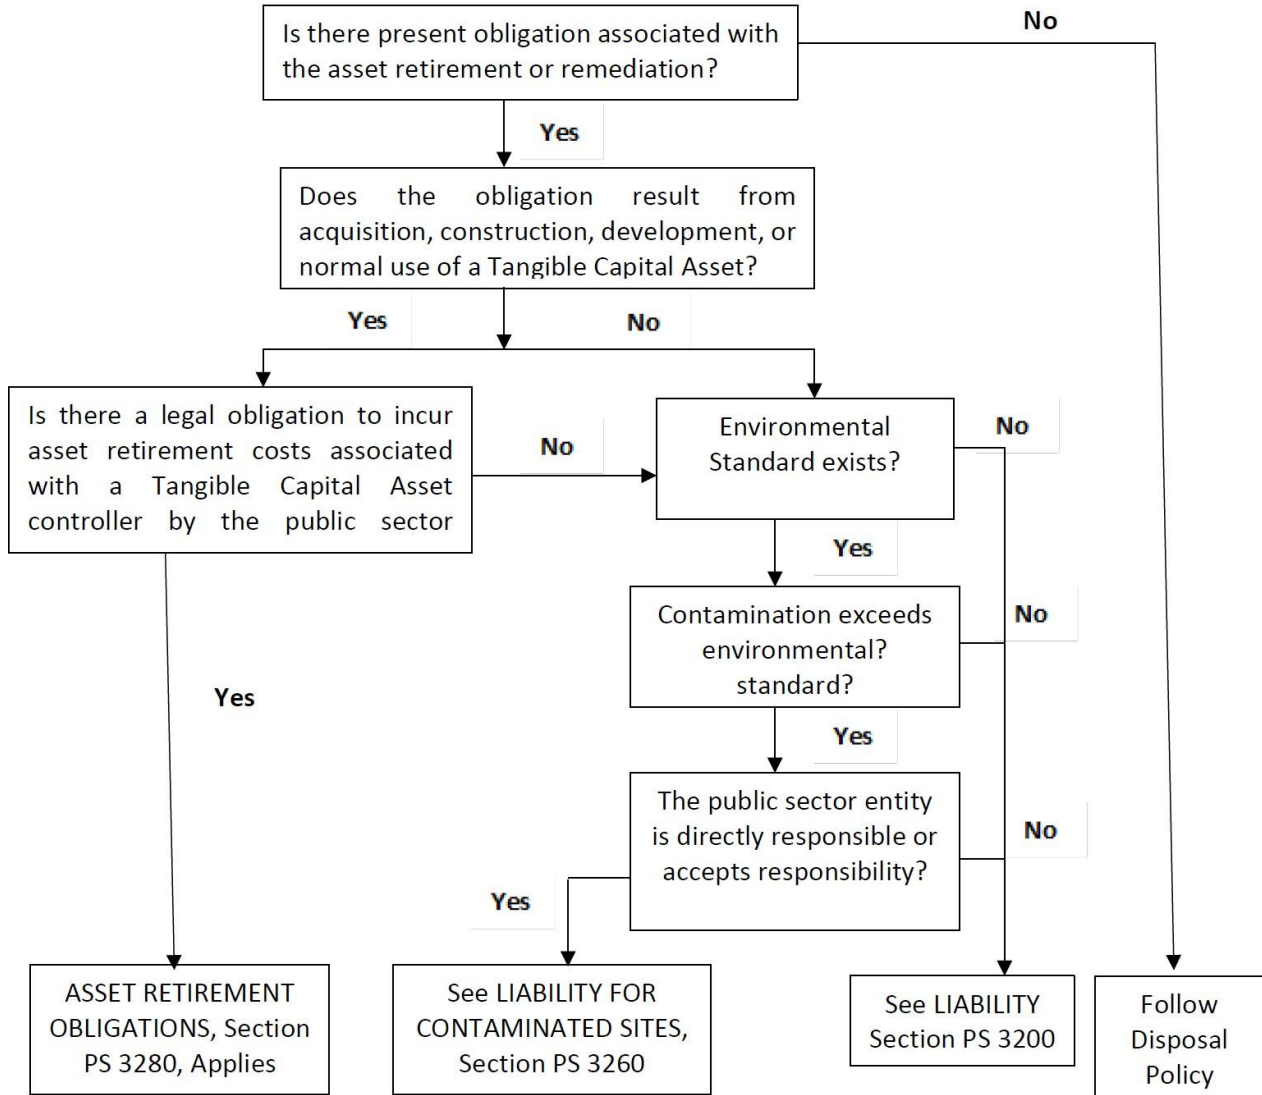 Is there present obligation associated with
the asset retirement or remediation?
No
Yes
Does the obligation result from
acquisition, construction, development, or
normal use of a Tangible Capital Asset?
Yes
No
Is there a legal obligation to incur
asset retirement costs associated
with a Tangible Capital Asset
controller by the public sector
No
Environmental
Standard exists?
No
Yes
Contamination exceeds
environmental?
standard?
No
Yes
Yes
The public sector entity
is directly responsible or
accepts responsibility?
No
Yes
ASSET RETIREMENT
OBLIGATIONS, Section
PS 3280, Applies
See LIABILITY FOR
CONTAMINATED SITES,
Section PS 3260
See LIABILITY
Section PS 3200
Follow
Disposal
Policy